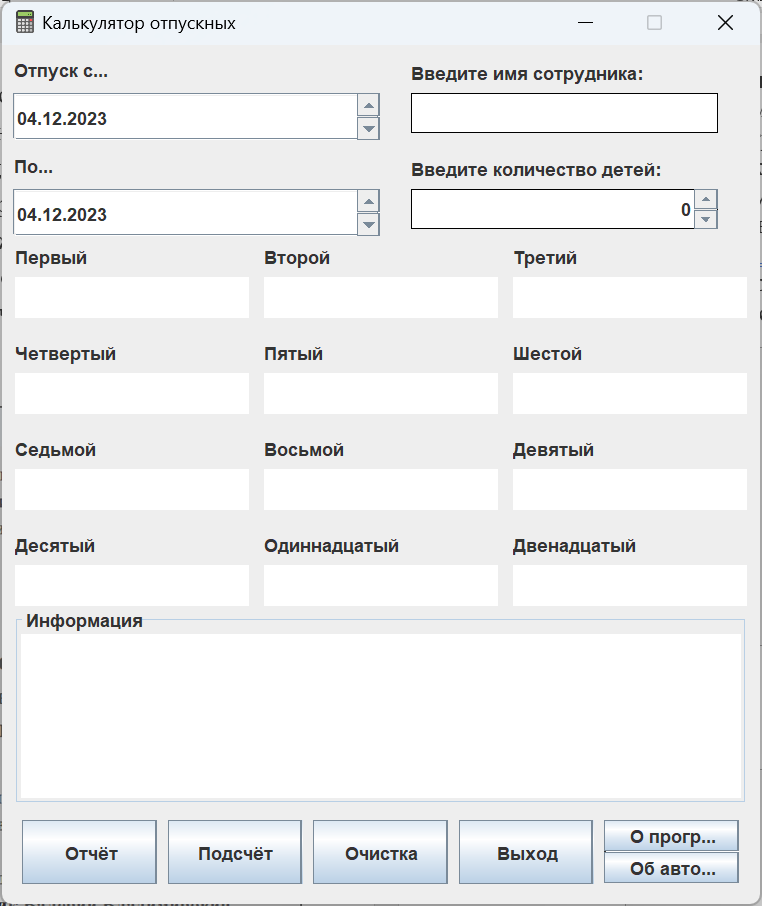 Калькулятор отпускных
Отпуск с...
Введите имя сотрудника:
04.12.2023
По...
Введите количество детей:
04.12.2023
0
Первый
Второй
Третий
Четвертый
Пятый
Шестой
Седьмой
Восьмой
Девятый
Десятый
Одиннадцатый
Двенадцатый
Информация
Отчёт
Подсчёт
Очистка
Выход
О прогр...
Об авто...